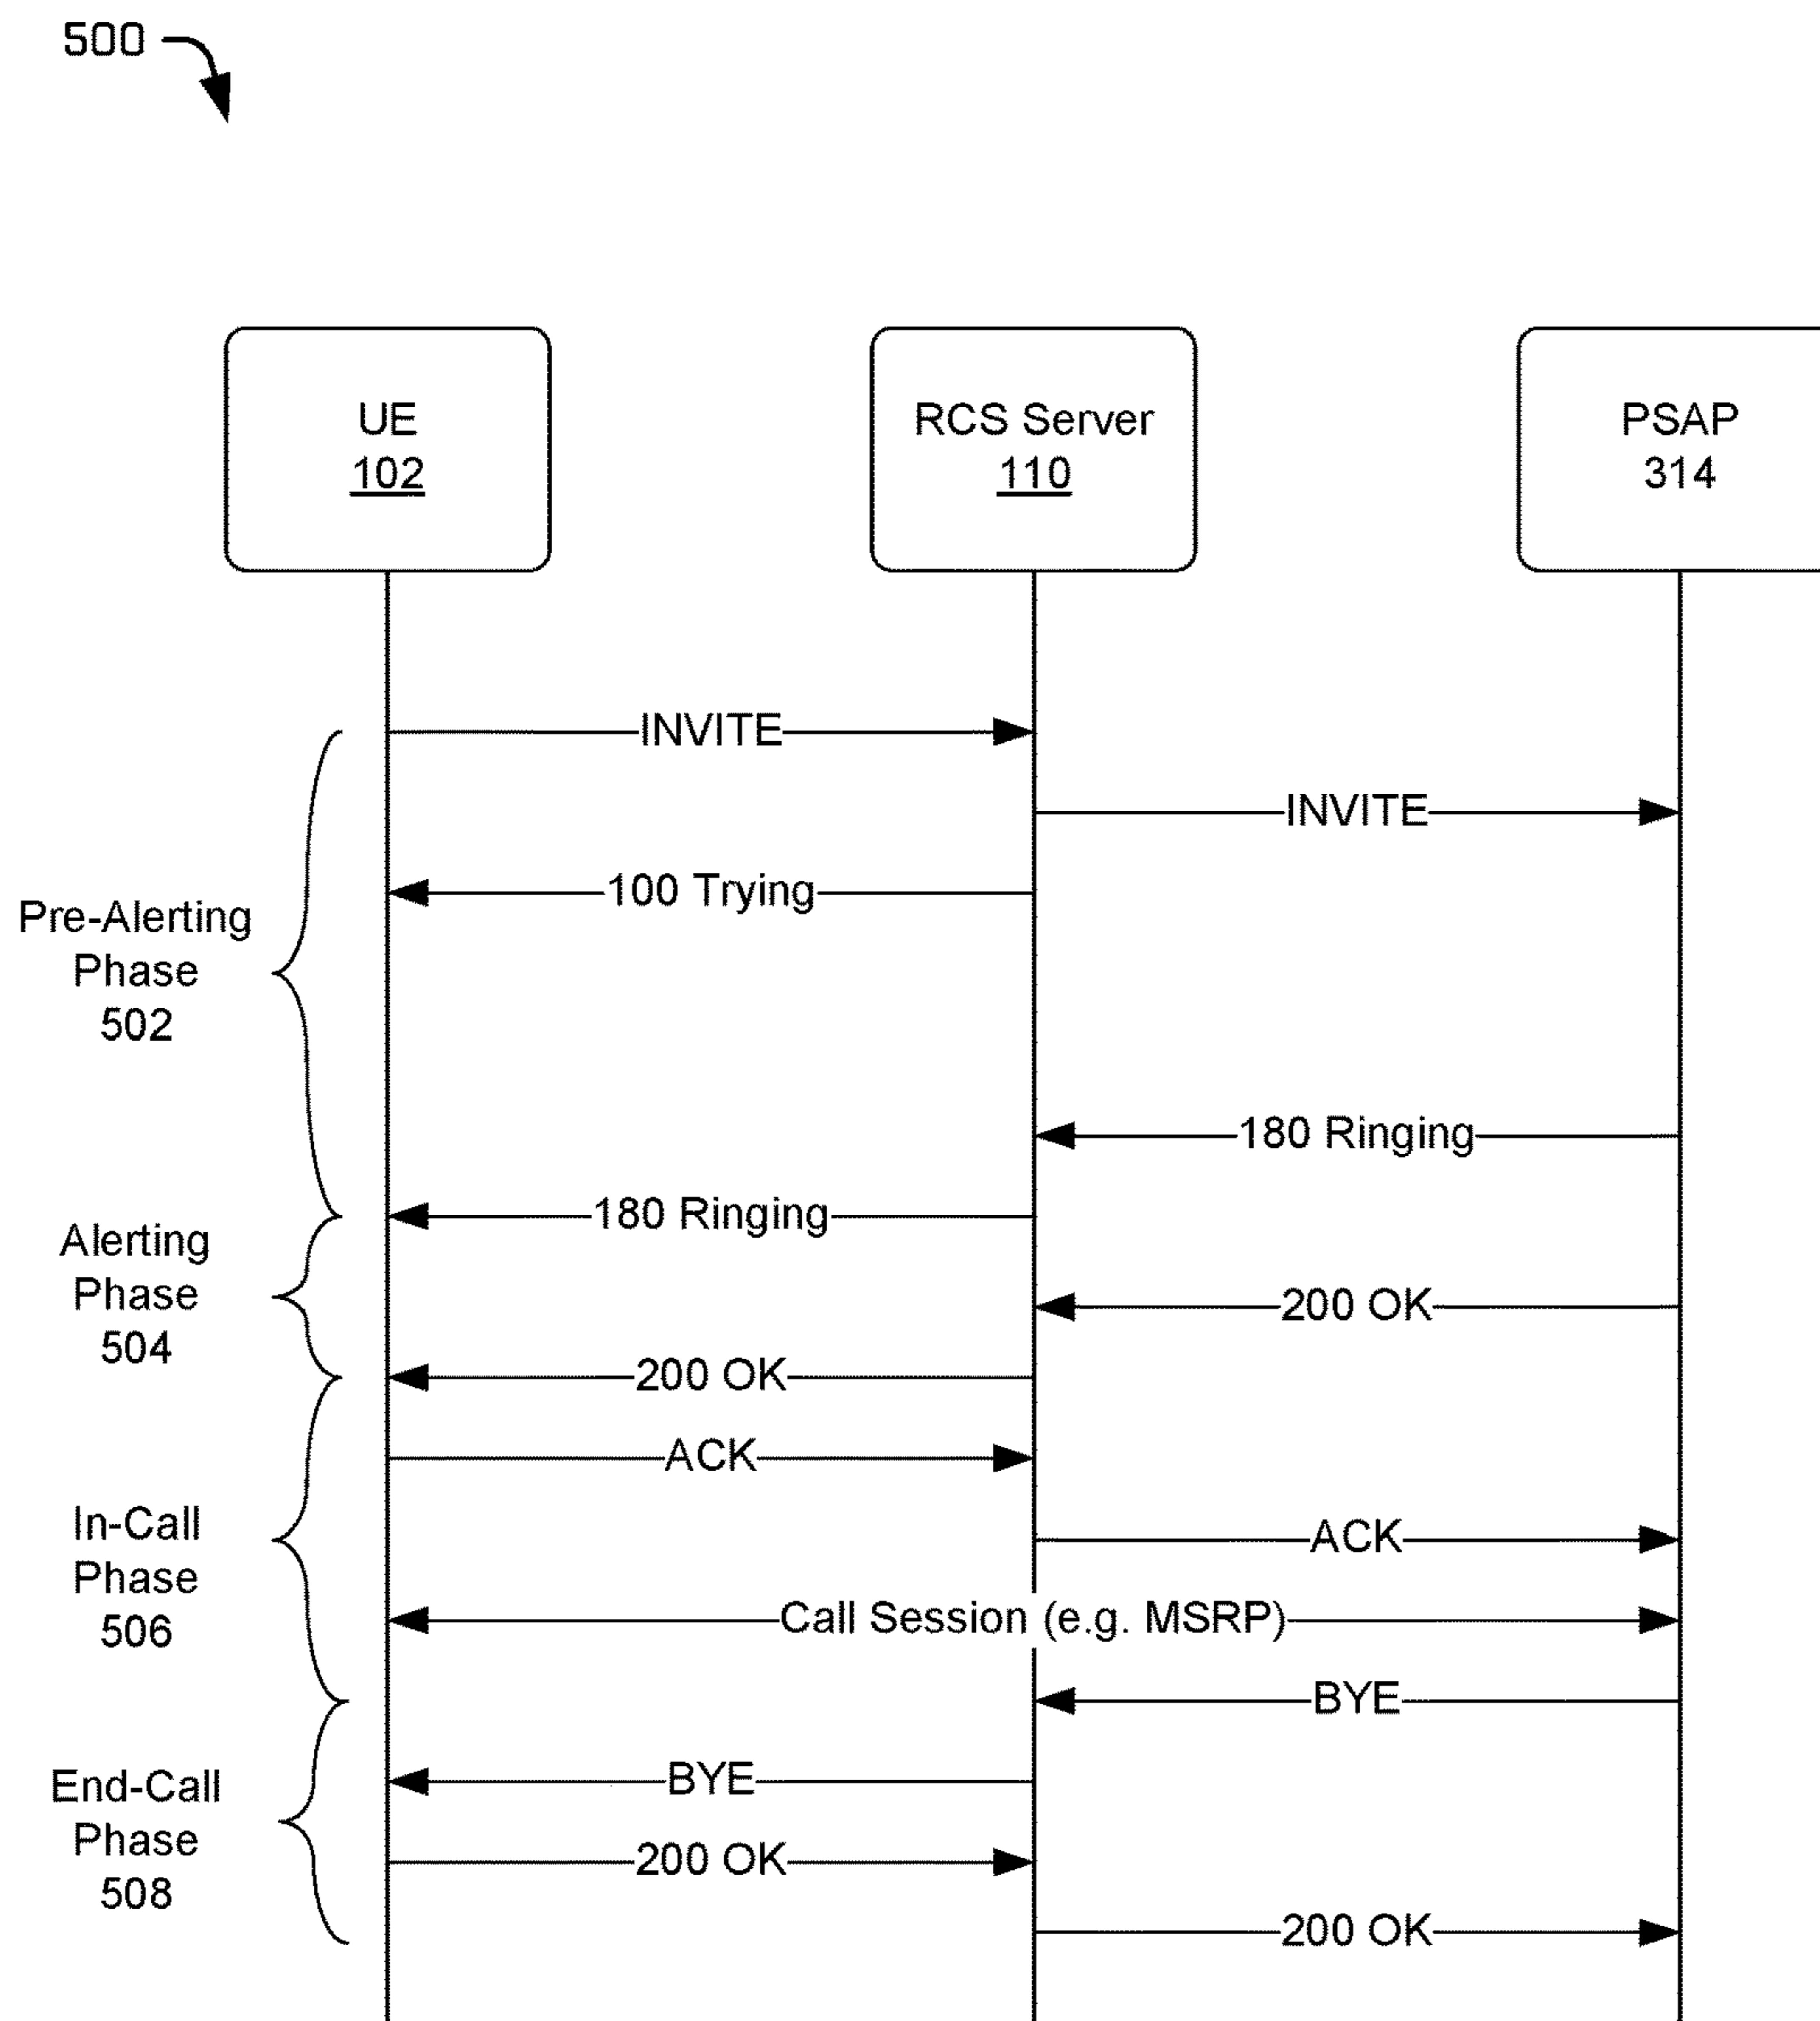 500
UE
102
RCS Server
110
PSAP
314
INVITE
INVITE
100 Trying
Pre-Alerting
Phase
502
180 Ringing
180 Ringing
Alerting
Phase
504
200 OK
200 OK
ACK
In-Call
Phase
506
ACK
Call Session (e.g. MSRP)
BYE
BYE
End-Call
Phase
508
200 OK
200 OK